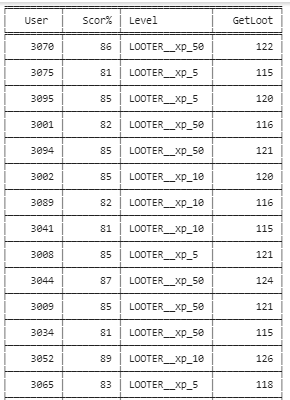 User Scor% Level GetLoot
3070 86 LOOTER__xp_50 122
3075 81 LOOTER__xp_5 115
3095 85 LOOTER__xp_5 120
3001 82 LOOTER__xp_50 116
3094 85 LOOTER__xp_50 121
3002 85 LOOTER__xp_10 120
3089 82 LOOTER__xp_10 116
3041 81 LOOTER__xp_10 115
3008 85 LOOTER__xp_5 121
3044 87 LOOTER__xp_50 124
3009 85 LOOTER__xp_50 121
3034 81 LOOTER__xp_50 115
3052 89 LOOTER__xp_10 126
3065 83 LOOTER__xp_5 118